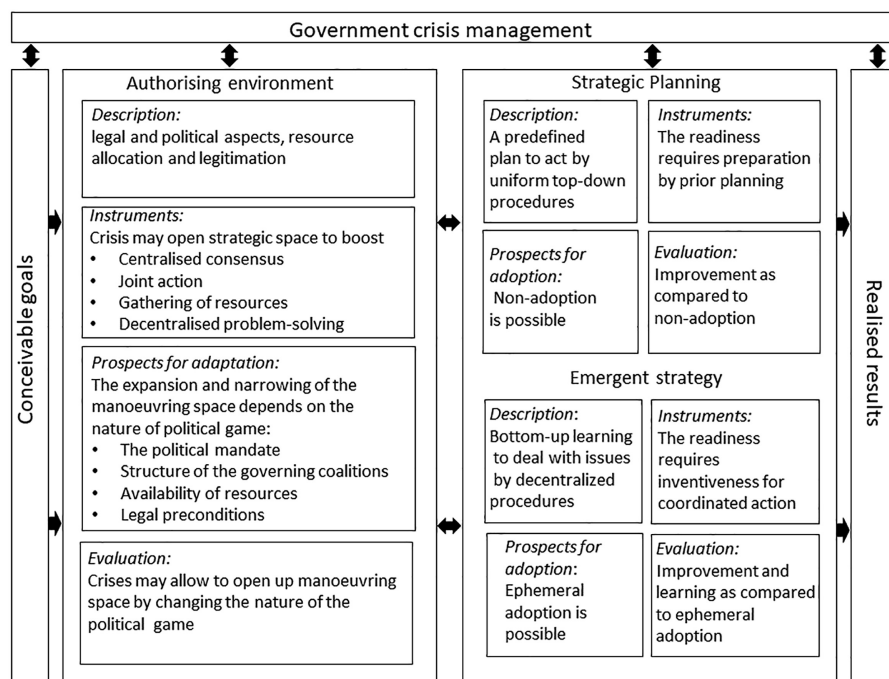 Government crisis management
Conceivable goals
Authorising environment
Description:
legal and political aspects, resource
allocation and legitimation
Instruments:
Crisis may open strategic space to boost
• Centralised consensus
• Joint action
• Gathering of resources
• Decentralised problem-solving
Prospects for adaptation:
The expansion and narrowing of the
manoeuvring space depends on the
nature of political game:
• The political mandate
• Structure of the governing coalitions
• Availability of resources
• Legal preconditions
Evaluation:
Crises may allow to open up manoeuvring
space by changing the nature of the
political game
Strategic Planning
Description:
A predefined
plan to act by
uniform top-down
procedures
Instruments:
The readiness
requires preparation
by prior planning
Prospects for
adoption:
Non-adoption
is possible
Evaluation:
Improvement as
compared to
non-adoption
Emergent strategy
Description:
Bottom-up learning
to deal with issues
by decentralized
procedures
Instruments:
The readiness
requires
inventiveness for
coordinated action
Prospects for
adoption:
Ephemeral
adoption is
possible
Evaluation:
Improvement and
learning as compared
to ephemeral
adoption
Realised results